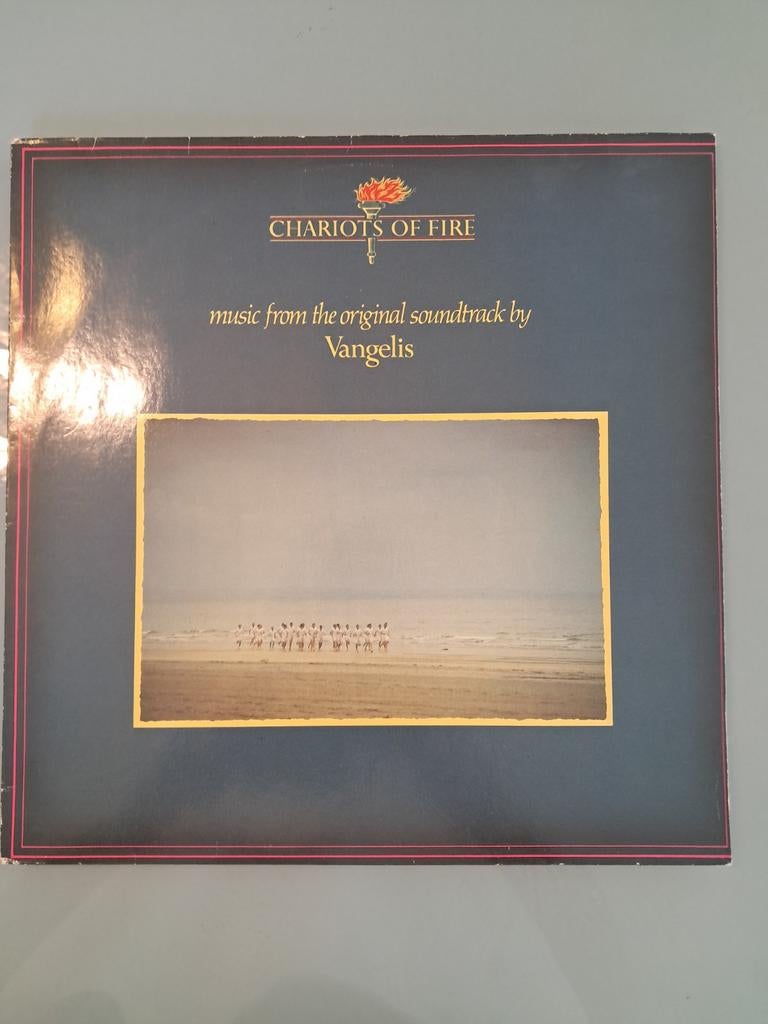 CHARIOTS OF FIRE
music from the original soundtrack by
Vangelis